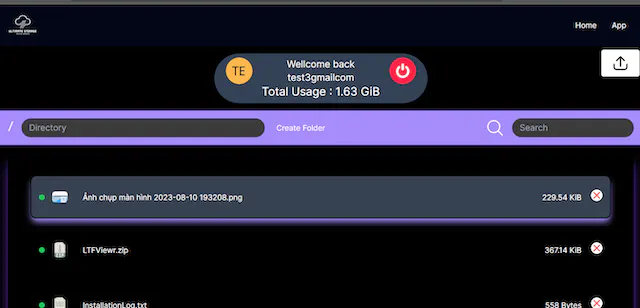 ULTIMATE STORAGE
Home
App
TE
Wellcome back
test3gmailcom
Total Usage : 1.63 GiB
/
Directory
Create Folder
Search
Ảnh chụp màn hình 2023-08-10 193208.png
229.54 KiB
LTFViewr.zip
367.14 KiB
InstallationLog.txt
558 Bytes